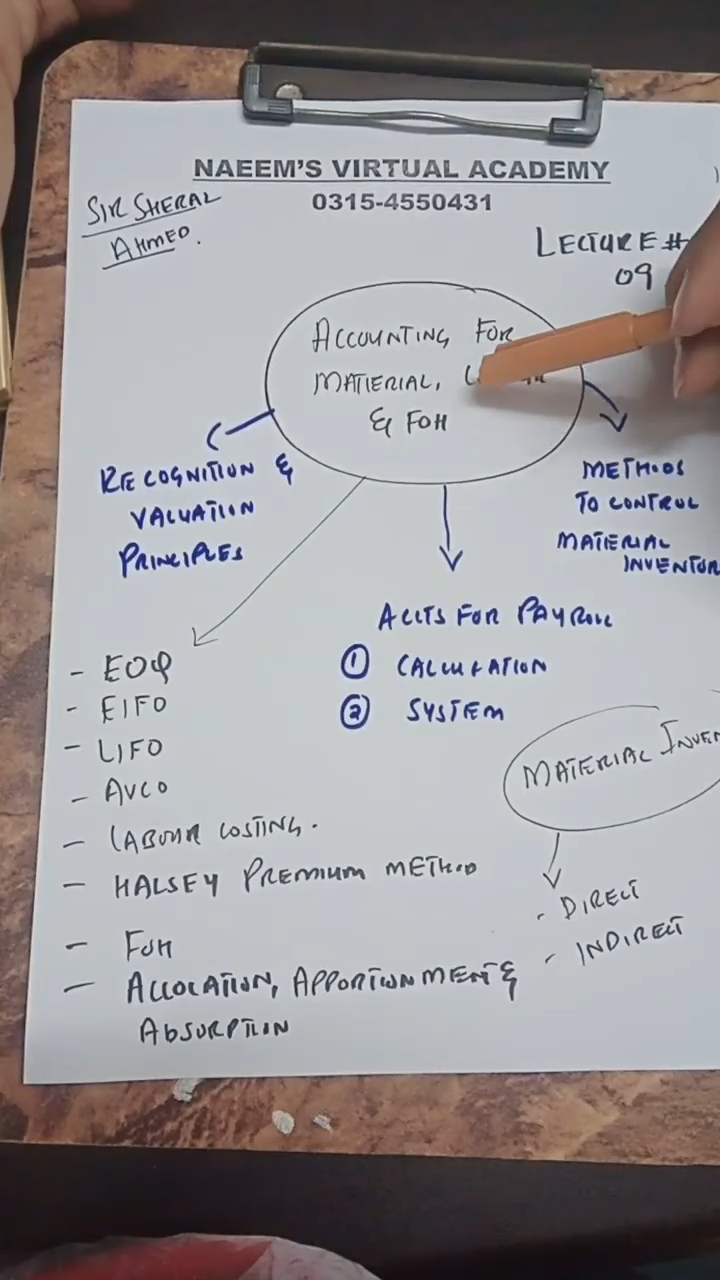 NAEEM'S VIRTUAL ACADEMY
0315-4550431
SIR SHERAL
AHMED.
LECTURE #
09
ACCOUNTING FOR
MATIERIAL,
& FOH
RECOGNITION &
VALUATION
PRINCIPLES
METHODS
TO CONTROL
MATIERIAL
INVENTOR
ACCTS FOR PAYROLL
① CALCULATION
② SYSTEM
- EOQ
- FIFO
- LIFO
- AVCO
- LABOUR COSTING.
- HALSEY PREMIUM METHOD
- FOH
- ALLOCATION, APPORTIONMENT &
ABSORPTION
MATERIAL INVEN
- DIRECT
- INDIRECT